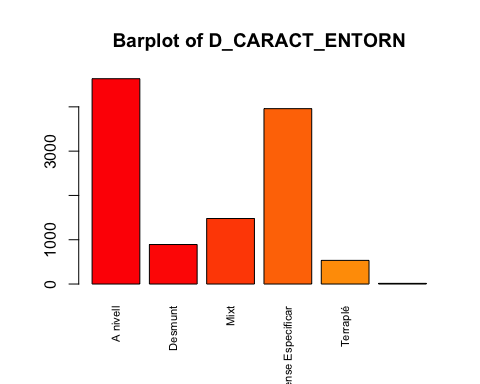 Barplot of D_CARACT_ENTORN
3000
1000
0
A nivell
Desmunt
Mixt
ense Especificar
Terraplé